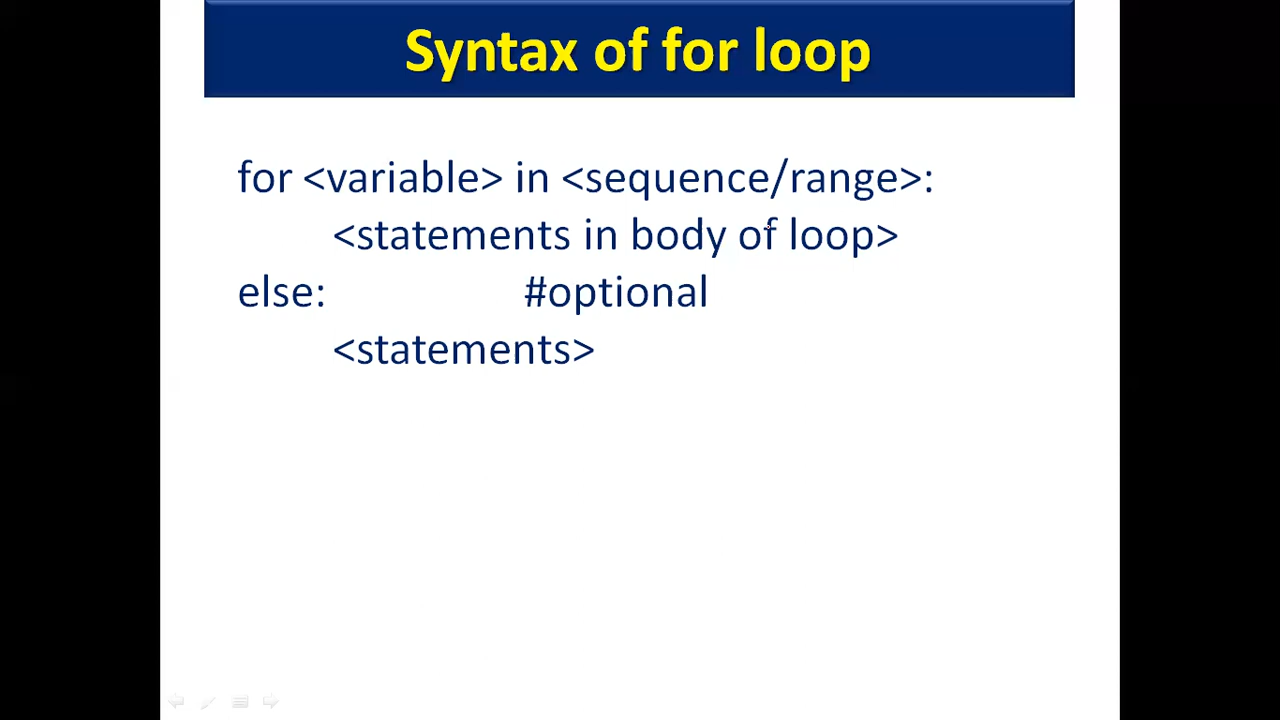 Syntax of for loop
for <variable> in <sequence/range>:
<statements in body of loop>
else: #optional
<statements>